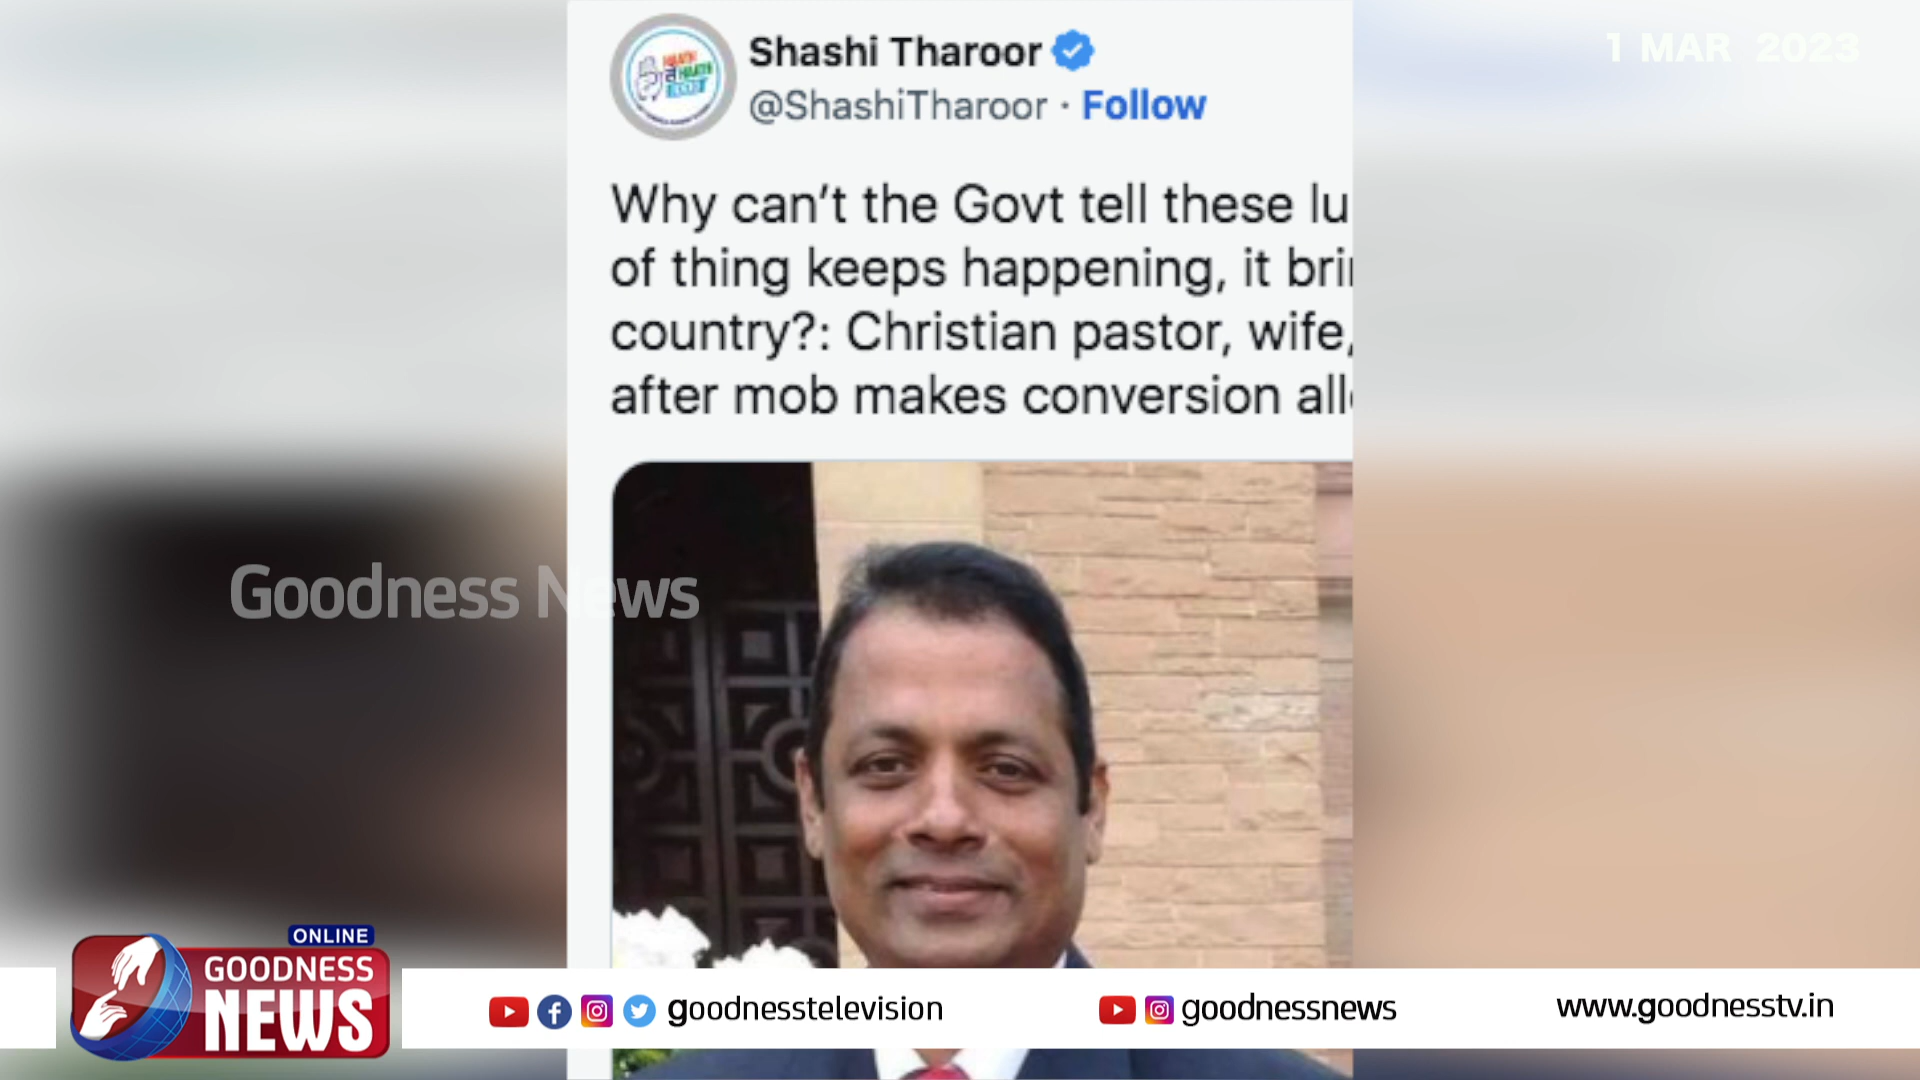 Shashi Tharoor
@ShashiTharoor · Follow
1 MAR 2023
Why can't the Govt tell these lu
of thing keeps happening, it bri
country?: Christian pastor, wife,
after mob makes conversion all
Goodness News
ONLINE
GOODNESS
NEWS
goodnesstelevision
goodnessnews
www.goodnesstv.in